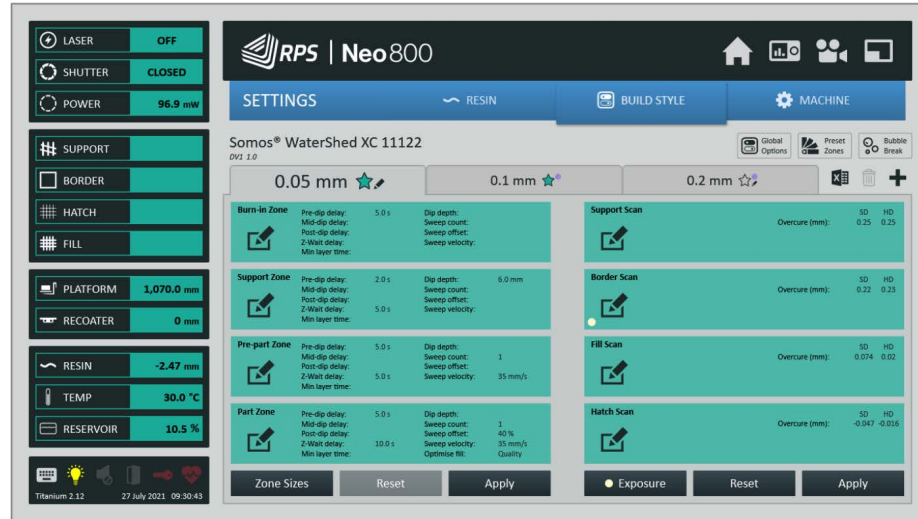 LASER OFF
SHUTTER CLOSED
POWER 96.9 mW
SUPPORT
BORDER
HATCH
FILL
PLATFORM 1,070.0 mm
RECOATER 0 mm
RESIN -2.47 mm
TEMP 30.0 °C
RESERVOIR 10.5 %
Titanium 2.12 27 July 2021 09:30:43
RPS | Neo800
SETTINGS RESIN BUILD STYLE MACHINE
Somos® WaterShed XC 11122
DV1 1.0
Global Options
Preset Zones
Bubble Break
0.05 mm 0.1 mm 0.2 mm
Burn-in Zone
Pre-dip delay: 5.0 s Dip depth:
Mid-dip delay: Sweep count:
Post-dip delay: Sweep offset:
Z-Wait delay: Sweep velocity:
Min layer time:
Support Zone
Pre-dip delay: 2.0 s Dip depth: 6.0 mm
Mid-dip delay: Sweep count:
Post-dip delay: Sweep offset:
Z-Wait delay: 5.0 s Sweep velocity:
Min layer time:
Pre-part Zone
Pre-dip delay: 5.0 s Dip depth:
Mid-dip delay: Sweep count: 1
Post-dip delay: Sweep offset:
Z-Wait delay: 5.0 s Sweep velocity: 35 mm/s
Min layer time:
Part Zone
Pre-dip delay: 5.0 s Dip depth:
Mid-dip delay: Sweep count: 1
Post-dip delay: Sweep offset: 40 %
Z-Wait delay: 10.0 s Sweep velocity: 35 mm/s
Min layer time: Optimise fill: Quality
Zone Sizes Reset Apply
Support Scan
SD HD
Overcure (mm): 0.25 0.25
Border Scan
SD HD
Overcure (mm): 0.22 0.23
Fill Scan
SD HD
Overcure (mm): 0.074 0.02
Hatch Scan
SD HD
Overcure (mm): -0.047 -0.016
Exposure Reset Apply